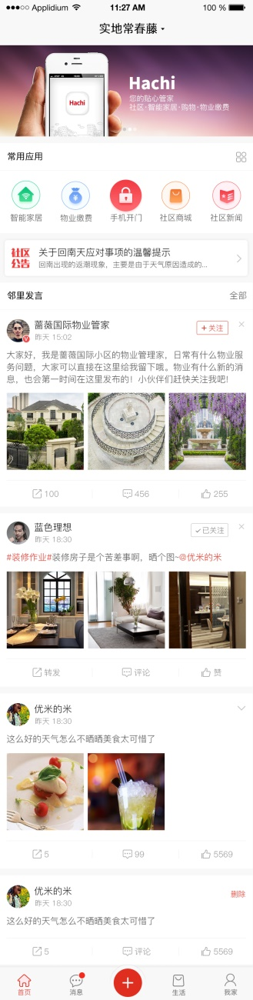 Applidium 11:27 AM 100 %
实地常春藤
Hachi
Hachi
您的贴心管家
社区·智能家居·购物·物业缴费
常用应用
智能家居 物业缴费 手机开门 社区商城 社区新闻
社区公告
关于回南天应对事项的温馨提示
回南出现的返潮现象，主要是由于天气原因造成的...
邻里发言 全部
蔷薇国际物业管家
昨天 15:02
+ 关注
大家好，我是蔷薇国际小区的物业管理家，日常有什么物业服
务问题，大家可以直接在这里给我留下哦。物业有什么新的消
息，也会第一时间在这里发布的！小伙伴们赶快关注我吧！
100 456 255
蓝色理想
昨天 18:30
已关注
#装修作业#装修房子是个苦差事啊，晒个图~@优米的米
转发 评论 赞
优米的米
昨天 18:30
这么好的天气怎么不晒晒美食太可惜了
5 99 5569
优米的米
昨天 18:30
删除
这么好的天气怎么不晒晒美食太可惜了
5 评论 5569
首页 消息 生活 我家